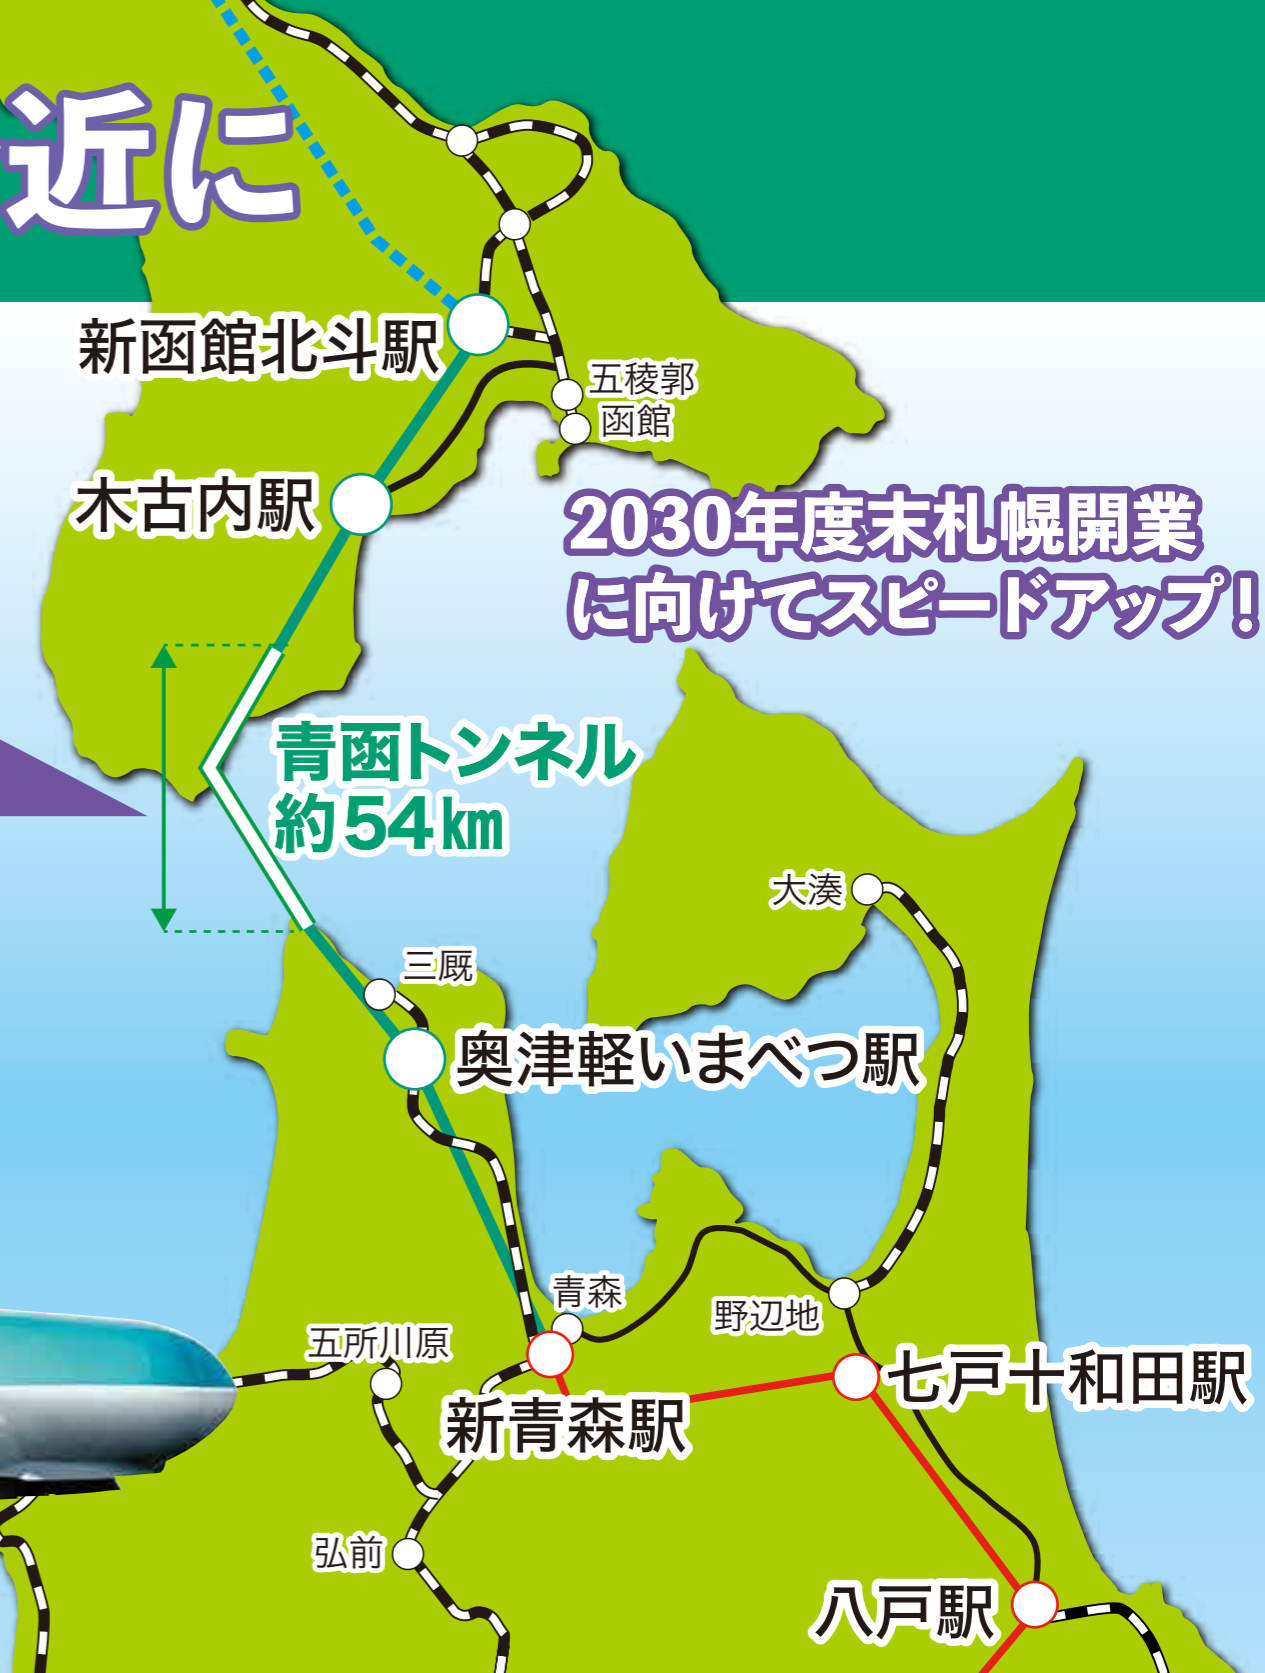 近に
新函館北斗駅
五稜郭
函館
木古内駅
2030年度末札幌開業
に向けてスピードアップ!
青函トンネル
約54㎞
大湊
三厩
奥津軽いまべつ駅
青森
野辺地
五所川原
七戸十和田駅
新青森駅
弘前
八戸駅